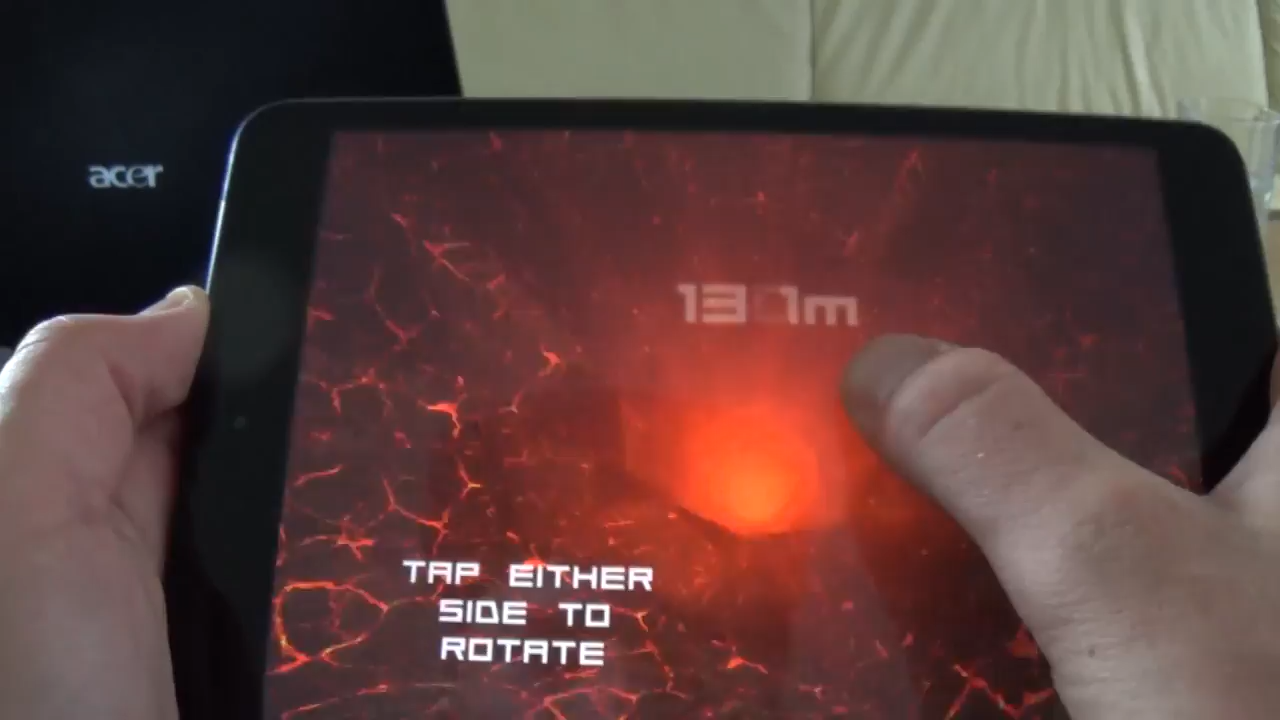 acer
TAP EITHER
SIDE TO
ROTATE